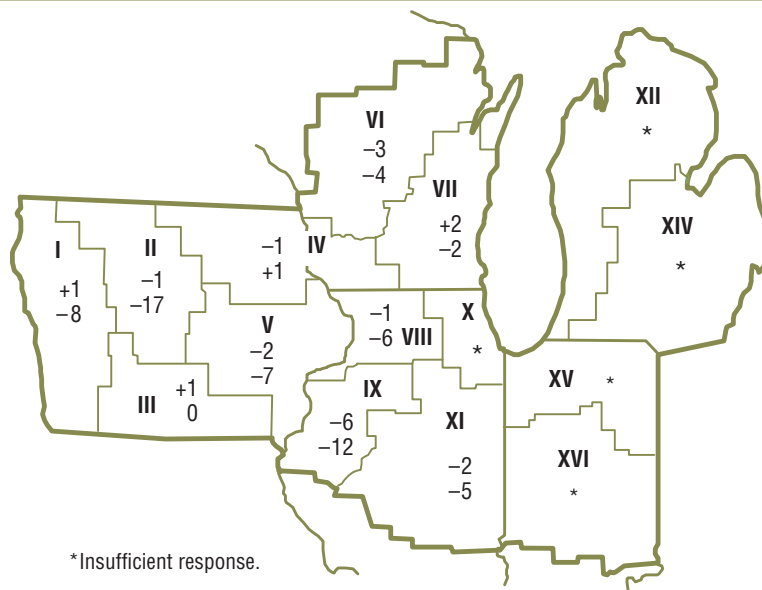 XII
*
VI
−3
−4
VII
+2
−2
XIV
*
I
+1
−8
II
−1
−17
−1
+1
IV
V
−2
−7
−1
−6 VIII
X
*
III
+1
0
IX
−6
−12
XI
−2
−5
XV *
XVI
*
*Insufficient response.